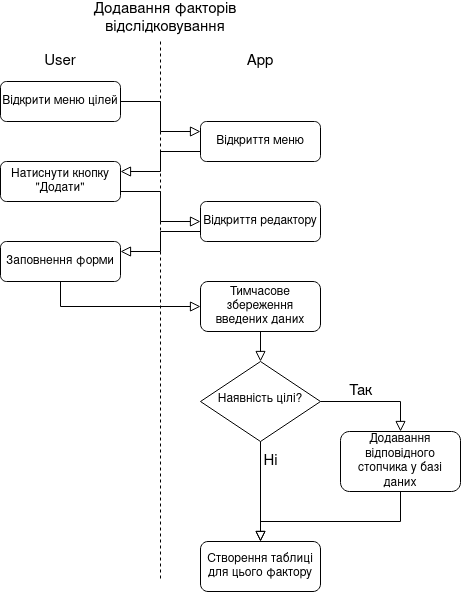 Додавання факторів
відслідковування
User
App
Відкрити меню цілей
Відкриття меню
Натиснути кнопку
"Додати"
Відкриття редактору
Заповнення форми
Тимчасове
збереження
введених даних
Наявність цілі?
Так
Додавання
відповідного
стопчика у базі
даних
Ні
Створення таблиці
для цього фактору